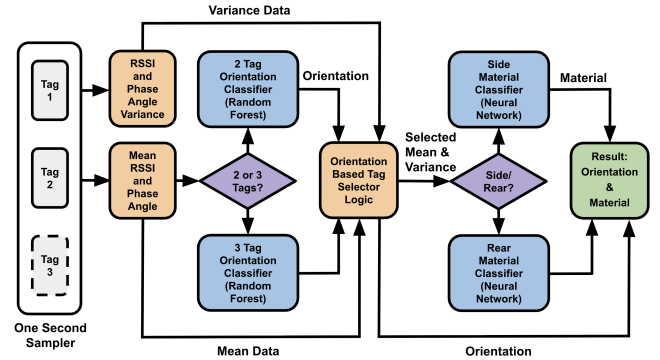 Variance Data
Tag
1
Tag
2
Tag
3
One Second
Sampler
RSSI
and
Phase
Angle
Variance
Mean
RSSI
and
Phase
Angle
2 Tag
Orientation
Classifier
(Random
Forest)
2 or 3
Tags?
3 Tag
Orientation
Classifier
(Random
Forest)
Mean Data
Orientation
Orientation
Based Tag
Selector
Logic
Selected
Mean &
Variance
Side
Material
Classifier
(Neural
Network)
Side/
Rear?
Rear
Material
Classifier
(Neural
Network)
Material
Result:
Orientation
&
Material
Orientation